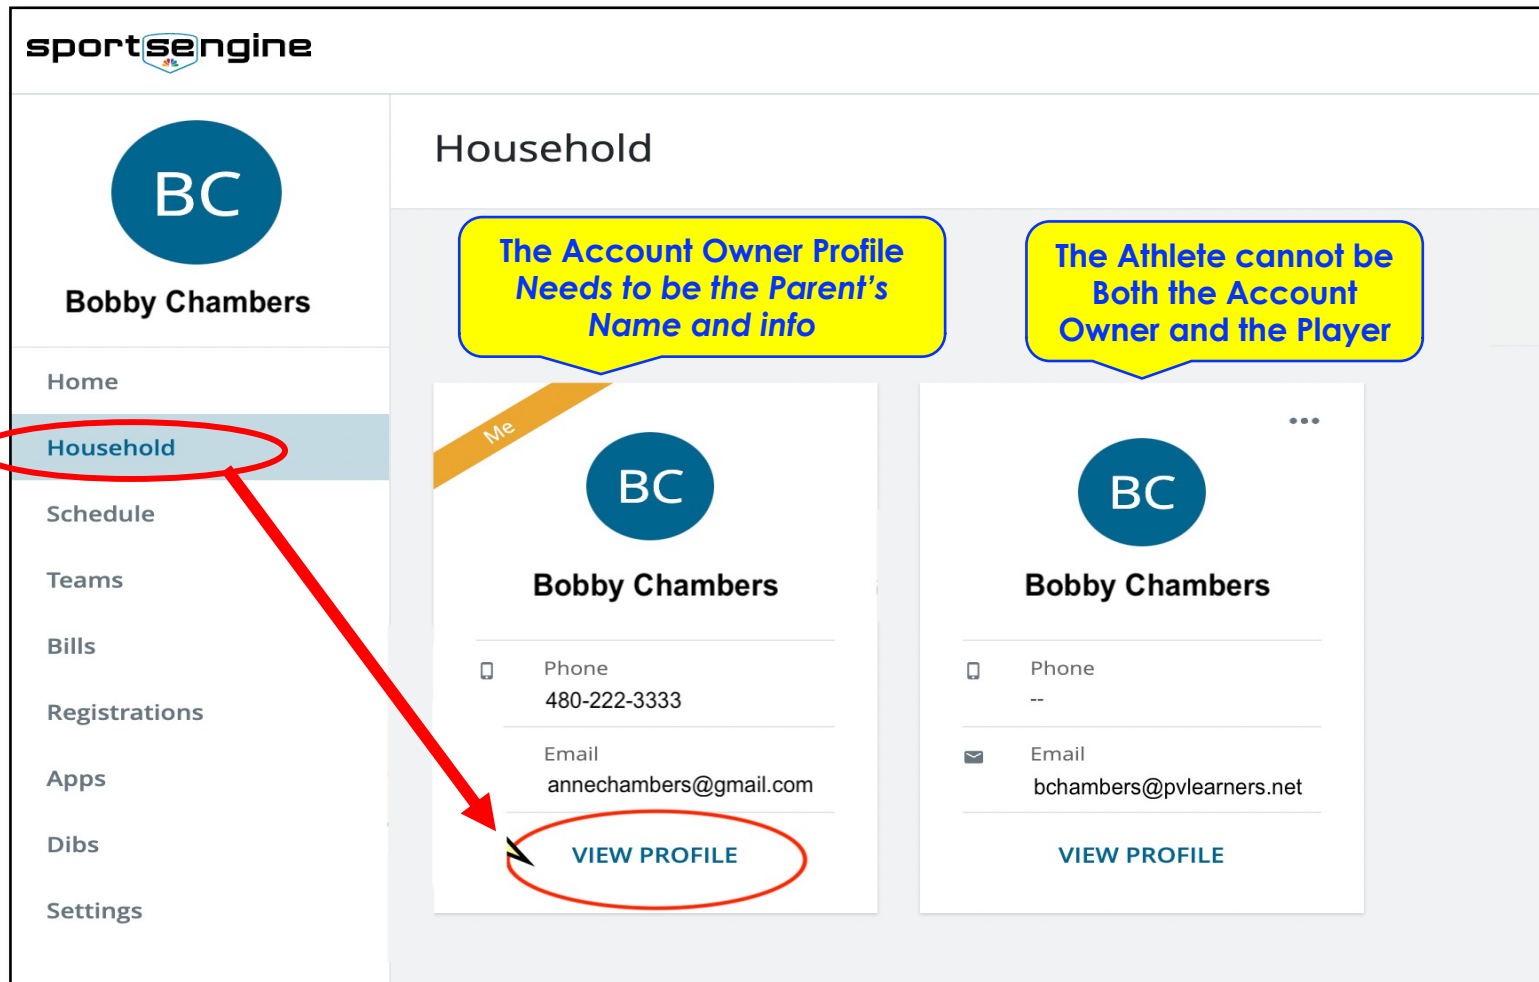 sportsengine
BC
Bobby Chambers
Home
Household
Schedule
Teams
Bills
Registrations
Apps
Dibs
Settings
Household
The Account Owner Profile
Needs to be the Parent's
Name and info
The Athlete cannot be
Both the Account
Owner and the Player
Me
BC
Bobby Chambers
Phone
480-222-3333
Email
annechambers@gmail.com
VIEW PROFILE
BC
Bobby Chambers
Phone
--
Email
bchambers@pvlearners.net
VIEW PROFILE